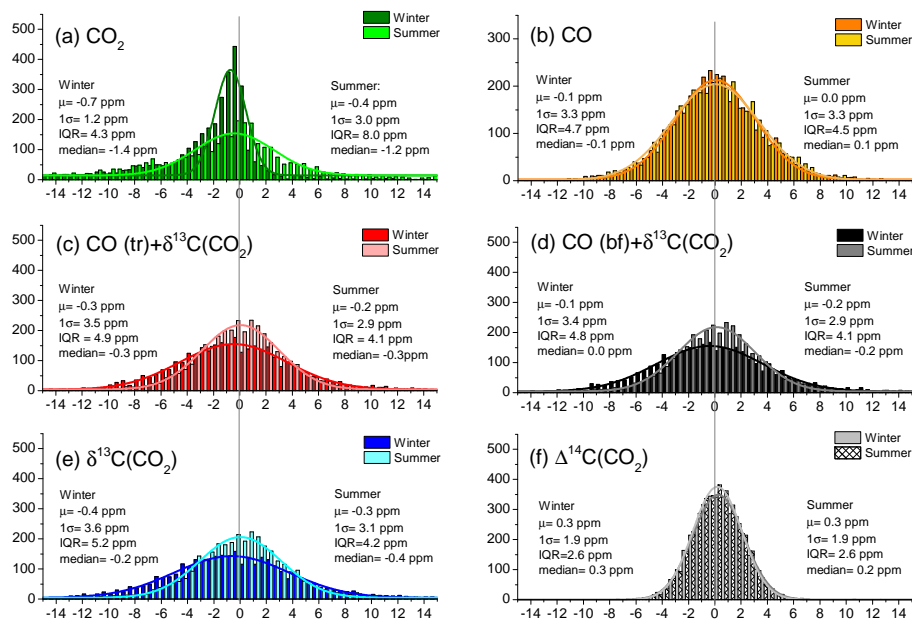 (a) CO2
Winter
Summer
Winter
μ= -0.7 ppm
1σ= 1.2 ppm
IQR= 4.3 ppm
median= -1.4 ppm
Summer:
μ= -0.4 ppm
1σ= 3.0 ppm
IQR= 8.0 ppm
median= -1.2 ppm
500
400
300
200
100
0
-14 -12 -10 -8 -6 -4 -2 0 2 4 6 8 10 12 14
(b) CO
Winter
Summer
Winter
μ= -0.1 ppm
1σ= 3.3 ppm
IQR=4.7 ppm
median= -0.1 ppm
Summer
μ= 0.0 ppm
1σ= 3.3 ppm
IQR=4.5 ppm
median= 0.1 ppm
300
200
100
0
-14 -12 -10 -8 -6 -4 -2 0 2 4 6 8 10 12 14
(c) CO (tr)+δ13C(CO2)
Winter
Summer
Winter
μ= -0.3 ppm
1σ= 3.5 ppm
IQR = 4.9 ppm
median= -0.3 ppm
Summer
μ= -0.2 ppm
1σ= 2.9 ppm
IQR= 4.1 ppm
median= -0.3ppm
500
400
300
200
100
0
-14 -12 -10 -8 -6 -4 -2 0 2 4 6 8 10 12 14
(d) CO (bf)+δ13C(CO2)
Winter
Summer
Winter
μ= -0.1 ppm
1σ= 3.4 ppm
IQR= 4.8 ppm
median= 0.0 ppm
Summer
μ= -0.2 ppm
1σ= 2.9 ppm
IQR= 4.1 ppm
median= -0.2 ppm
500
400
300
200
100
0
-14 -12 -10 -8 -6 -4 -2 0 2 4 6 8 10 12 14
(e) δ13C(CO2)
Winter
Summer
Winter
μ= -0.4 ppm
1σ= 3.6 ppm
IQR= 5.2 ppm
median= -0.2 ppm
Summer
μ= -0.3 ppm
1σ= 3.1 ppm
IQR=4.2 ppm
median= -0.4 ppm
500
400
300
200
100
0
-14 -12 -10 -8 -6 -4 -2 0 2 4 6 8 10 12 14
(f) Δ14C(CO2)
Winter
Summer
Winter
μ= 0.3 ppm
1σ= 1.9 ppm
IQR=2.6 ppm
median= 0.3 ppm
Summer
μ= 0.3 ppm
1σ= 1.9 ppm
IQR= 2.6 ppm
median= 0.2 ppm
500
400
300
200
100
0
-14 -12 -10 -8 -6 -4 -2 0 2 4 6 8 10 12 14